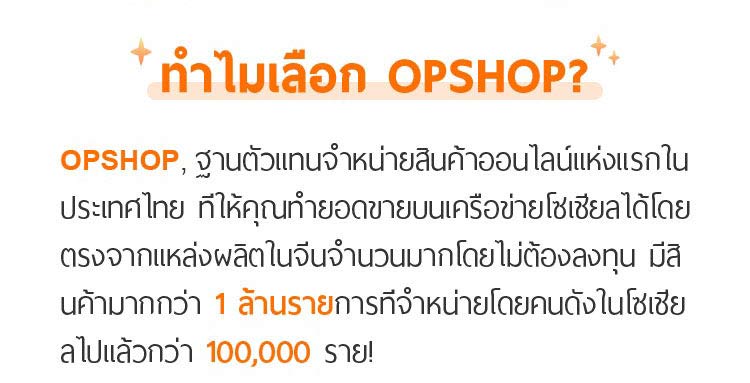 ทำไมเลือก OPSHOP?
OPSHOP, ฐานตัวแทนจำหน่ายสินค้าออนไลน์แห่งแรกใน
ประเทศไทย ที่ให้คุณทำยอดขายบนเครือข่ายโซเชียลได้โดย
ตรงจากแหล่งผลิตในจีนจำนวนมากโดยไม่ต้องลงทุน มีสิ
นค้ามากกว่า 1 ล้านรายการที่จำหน่ายโดยคนดังในโซเชีย
ลไปแล้วกว่า 100,000 ราย!